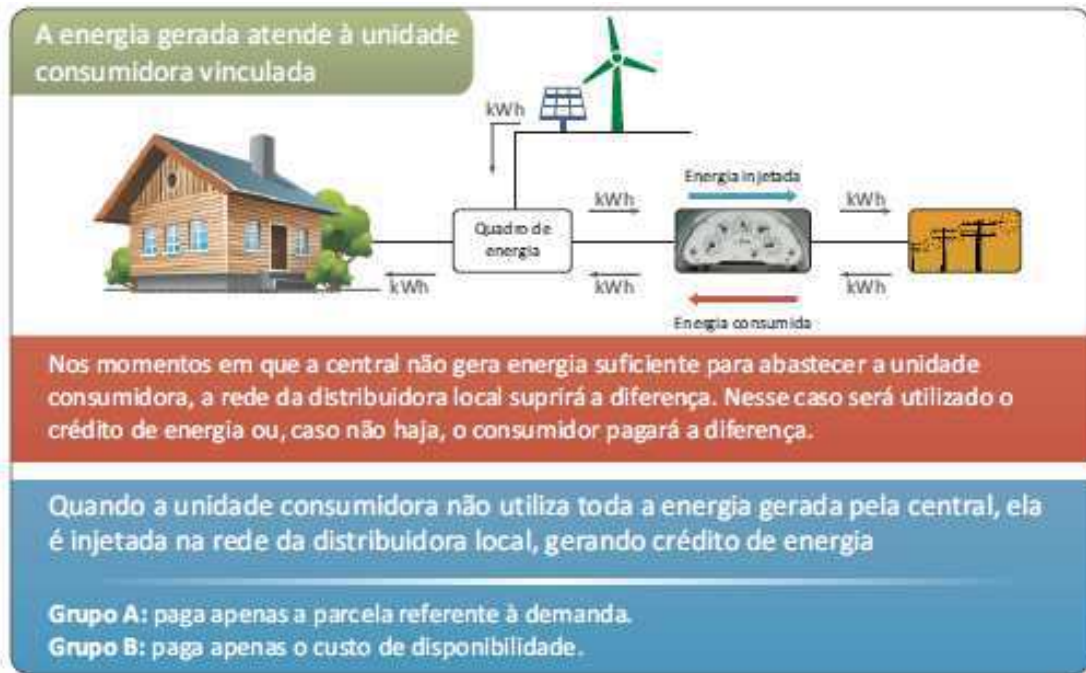 A energia gerada atende à unidade
consumidora vinculada
kWh
Energia injetada
kWh
kWh
Quadro de
energia
kWh
kWh
kWh
Energia consumida
Nos momentos em que a central não gera energia suficiente para abastecer a unidade
consumidora, a rede da distribuidora local suprirá a diferença. Nesse caso será utilizado o
crédito de energia ou, caso não haja, o consumidor pagará a diferença.
Quando a unidade consumidora não utiliza toda a energia gerada pela central, ela
é injetada na rede da distribuidora local, gerando crédito de energia
Grupo A: paga apenas a parcela referente à demanda.
Grupo B: paga apenas o custo de disponibilidade.